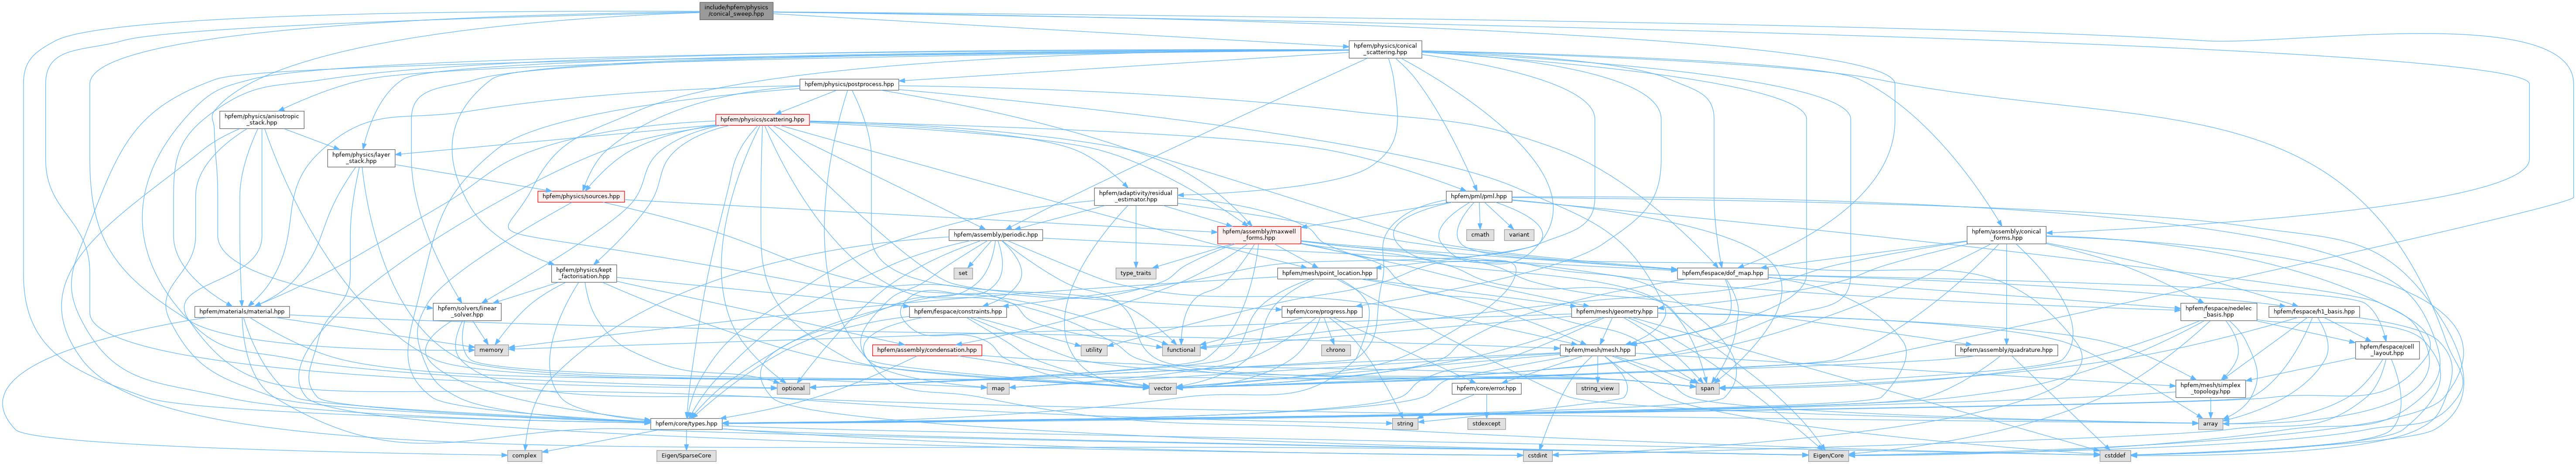 include/hpfem/physics
/conical_sweep.hpp
hpfem/physics/conical
_scattering.hpp
hpfem/physics/postprocess.hpp
hpfem/physics/anisotropic
_stack.hpp
hpfem/physics/scattering.hpp
hpfem/physics/layer
_stack.hpp
hpfem/physics/sources.hpp
hpfem/adaptivity/residual
_estimator.hpp
hpfem/pml/pml.hpp
hpfem/assembly/periodic.hpp
hpfem/assembly/maxwell
_forms.hpp
cmath
variant
hpfem/assembly/conical
_forms.hpp
hpfem/physics/kept
_factorisation.hpp
set
type_traits
hpfem/mesh/point_location.hpp
hpfem/fespace/dof_map.hpp
hpfem/materials/material.hpp
hpfem/solvers/linear
_solver.hpp
hpfem/fespace/constraints.hpp
hpfem/core/progress.hpp
hpfem/mesh/geometry.hpp
hpfem/fespace/nedelec
_basis.hpp
hpfem/fespace/h1_basis.hpp
memory
hpfem/assembly/condensation.hpp
utility
functional
chrono
hpfem/mesh/mesh.hpp
hpfem/assembly/quadrature.hpp
hpfem/fespace/cell
_layout.hpp
optional
map
vector
hpfem/core/error.hpp
string_view
span
hpfem/mesh/simplex
_topology.hpp
hpfem/core/types.hpp
string
stdexcept
array
complex
Eigen/SparseCore
cstdint
Eigen/Core
cstddef